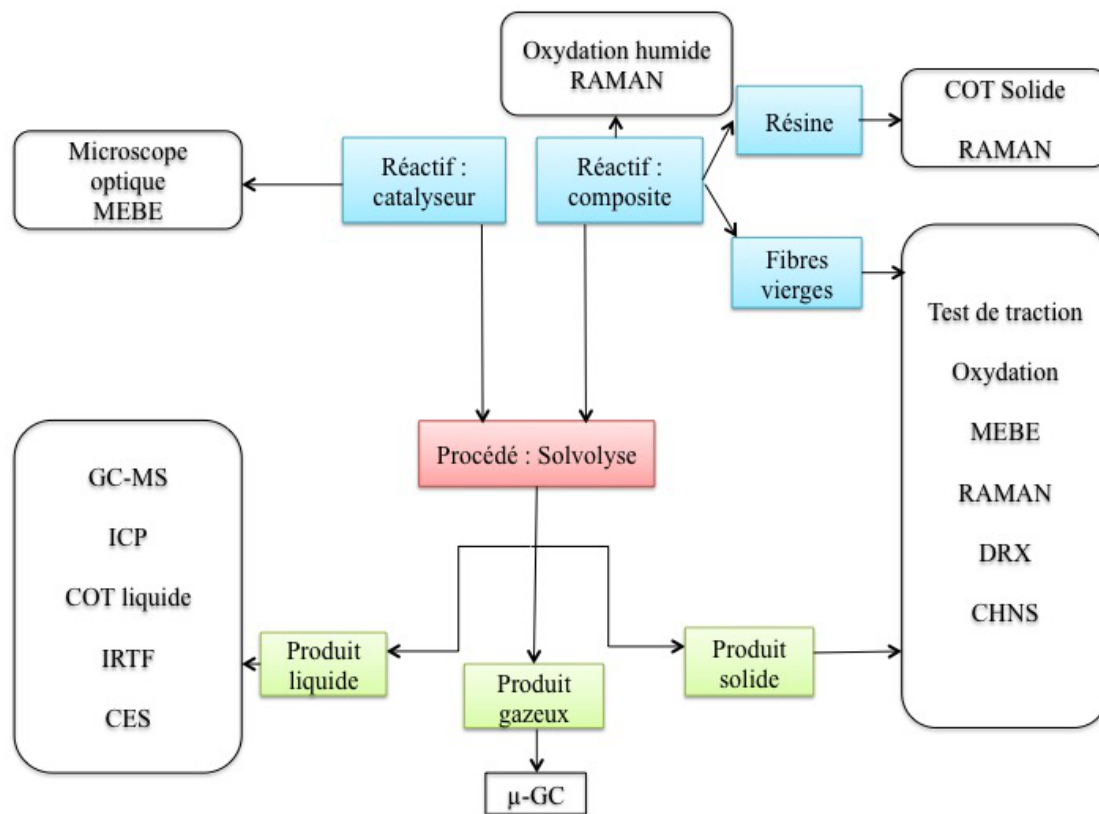 Oxydation humide
RAMAN
Résine
COT Solide
RAMAN
Microscope
optique
MEBE
Réactif :
catalyseur
Réactif :
composite
Fibres
vierges
Test de traction
Oxydation
MEBE
RAMAN
DRX
CHNS
Procédé : Solvolyse
GC-MS
ICP
COT liquide
IRTF
CES
Produit
liquide
Produit
gazeux
Produit
solide
µ-GC